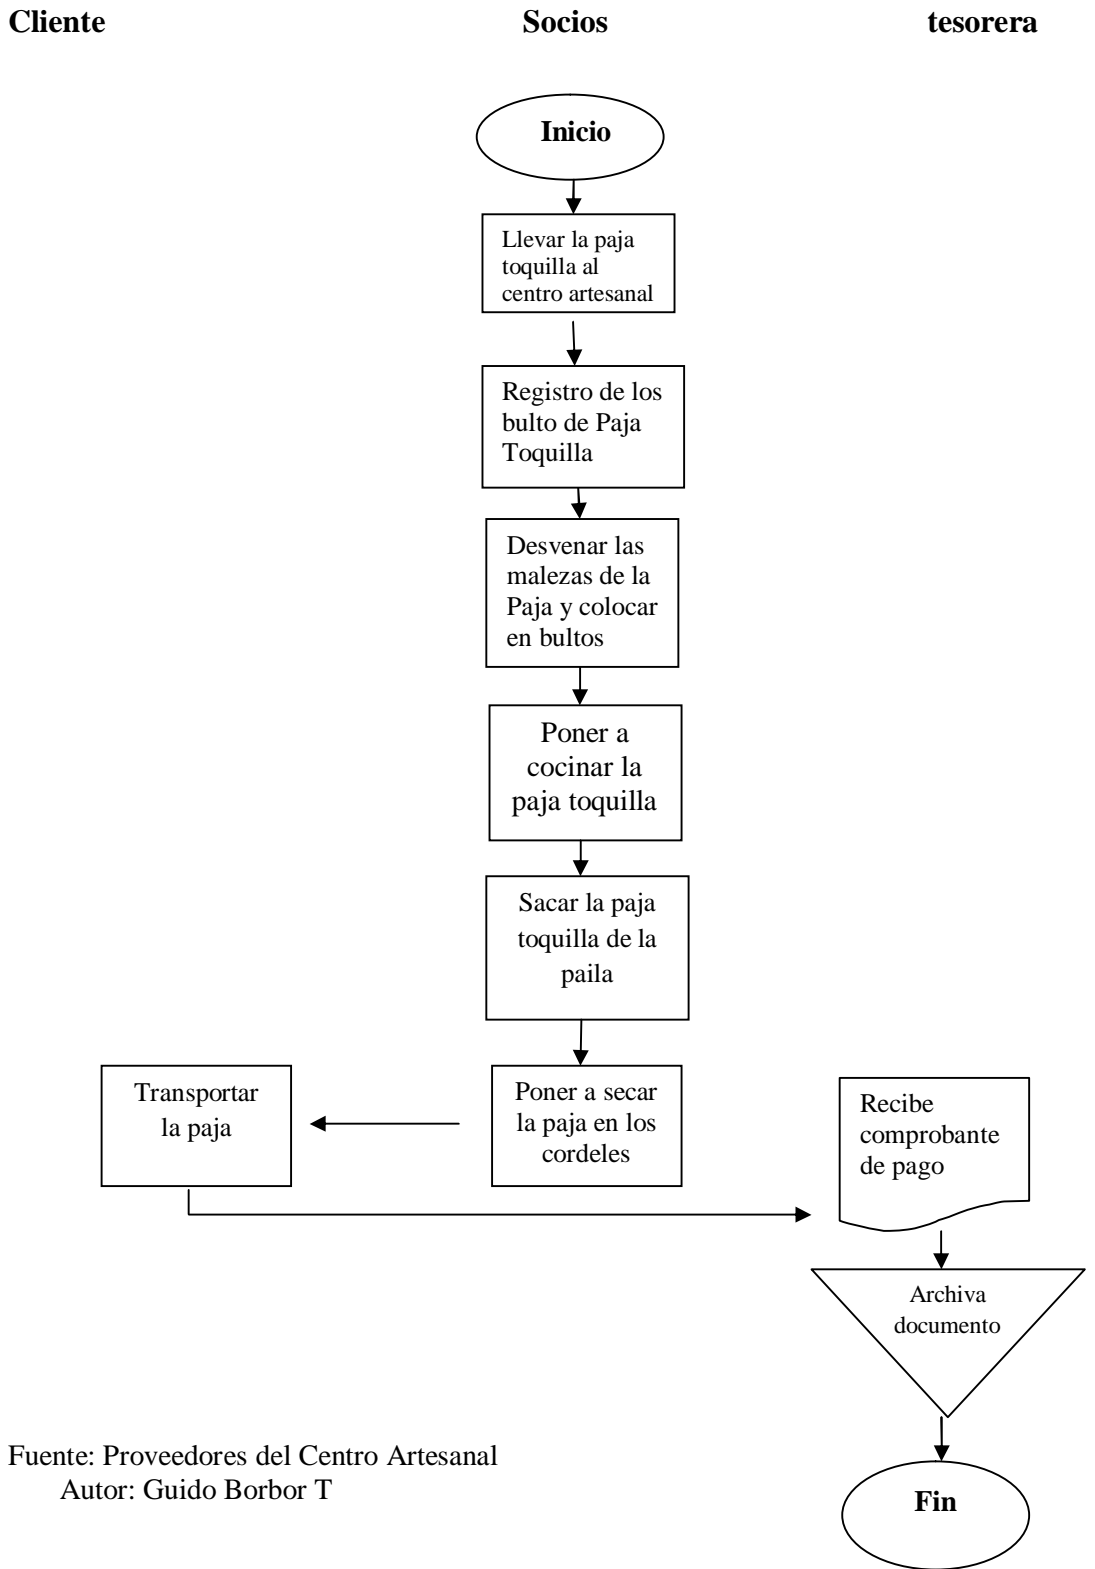 Cliente Socios tesorera
Inicio
Llevar la paja
toquilla al
centro artesanal
Registro de los
bulto de Paja
Toquilla
Desvenar las
malezas de la
Paja y colocar
en bultos
Poner a
cocinar la
paja toquilla
Sacar la paja
toquilla de la
paila
Poner a secar
la paja en los
cordeles
Transportar
la paja
Recibe
comprobante
de pago
Archiva
documento
Fin
Fuente: Proveedores del Centro Artesanal
Autor: Guido Borbor T